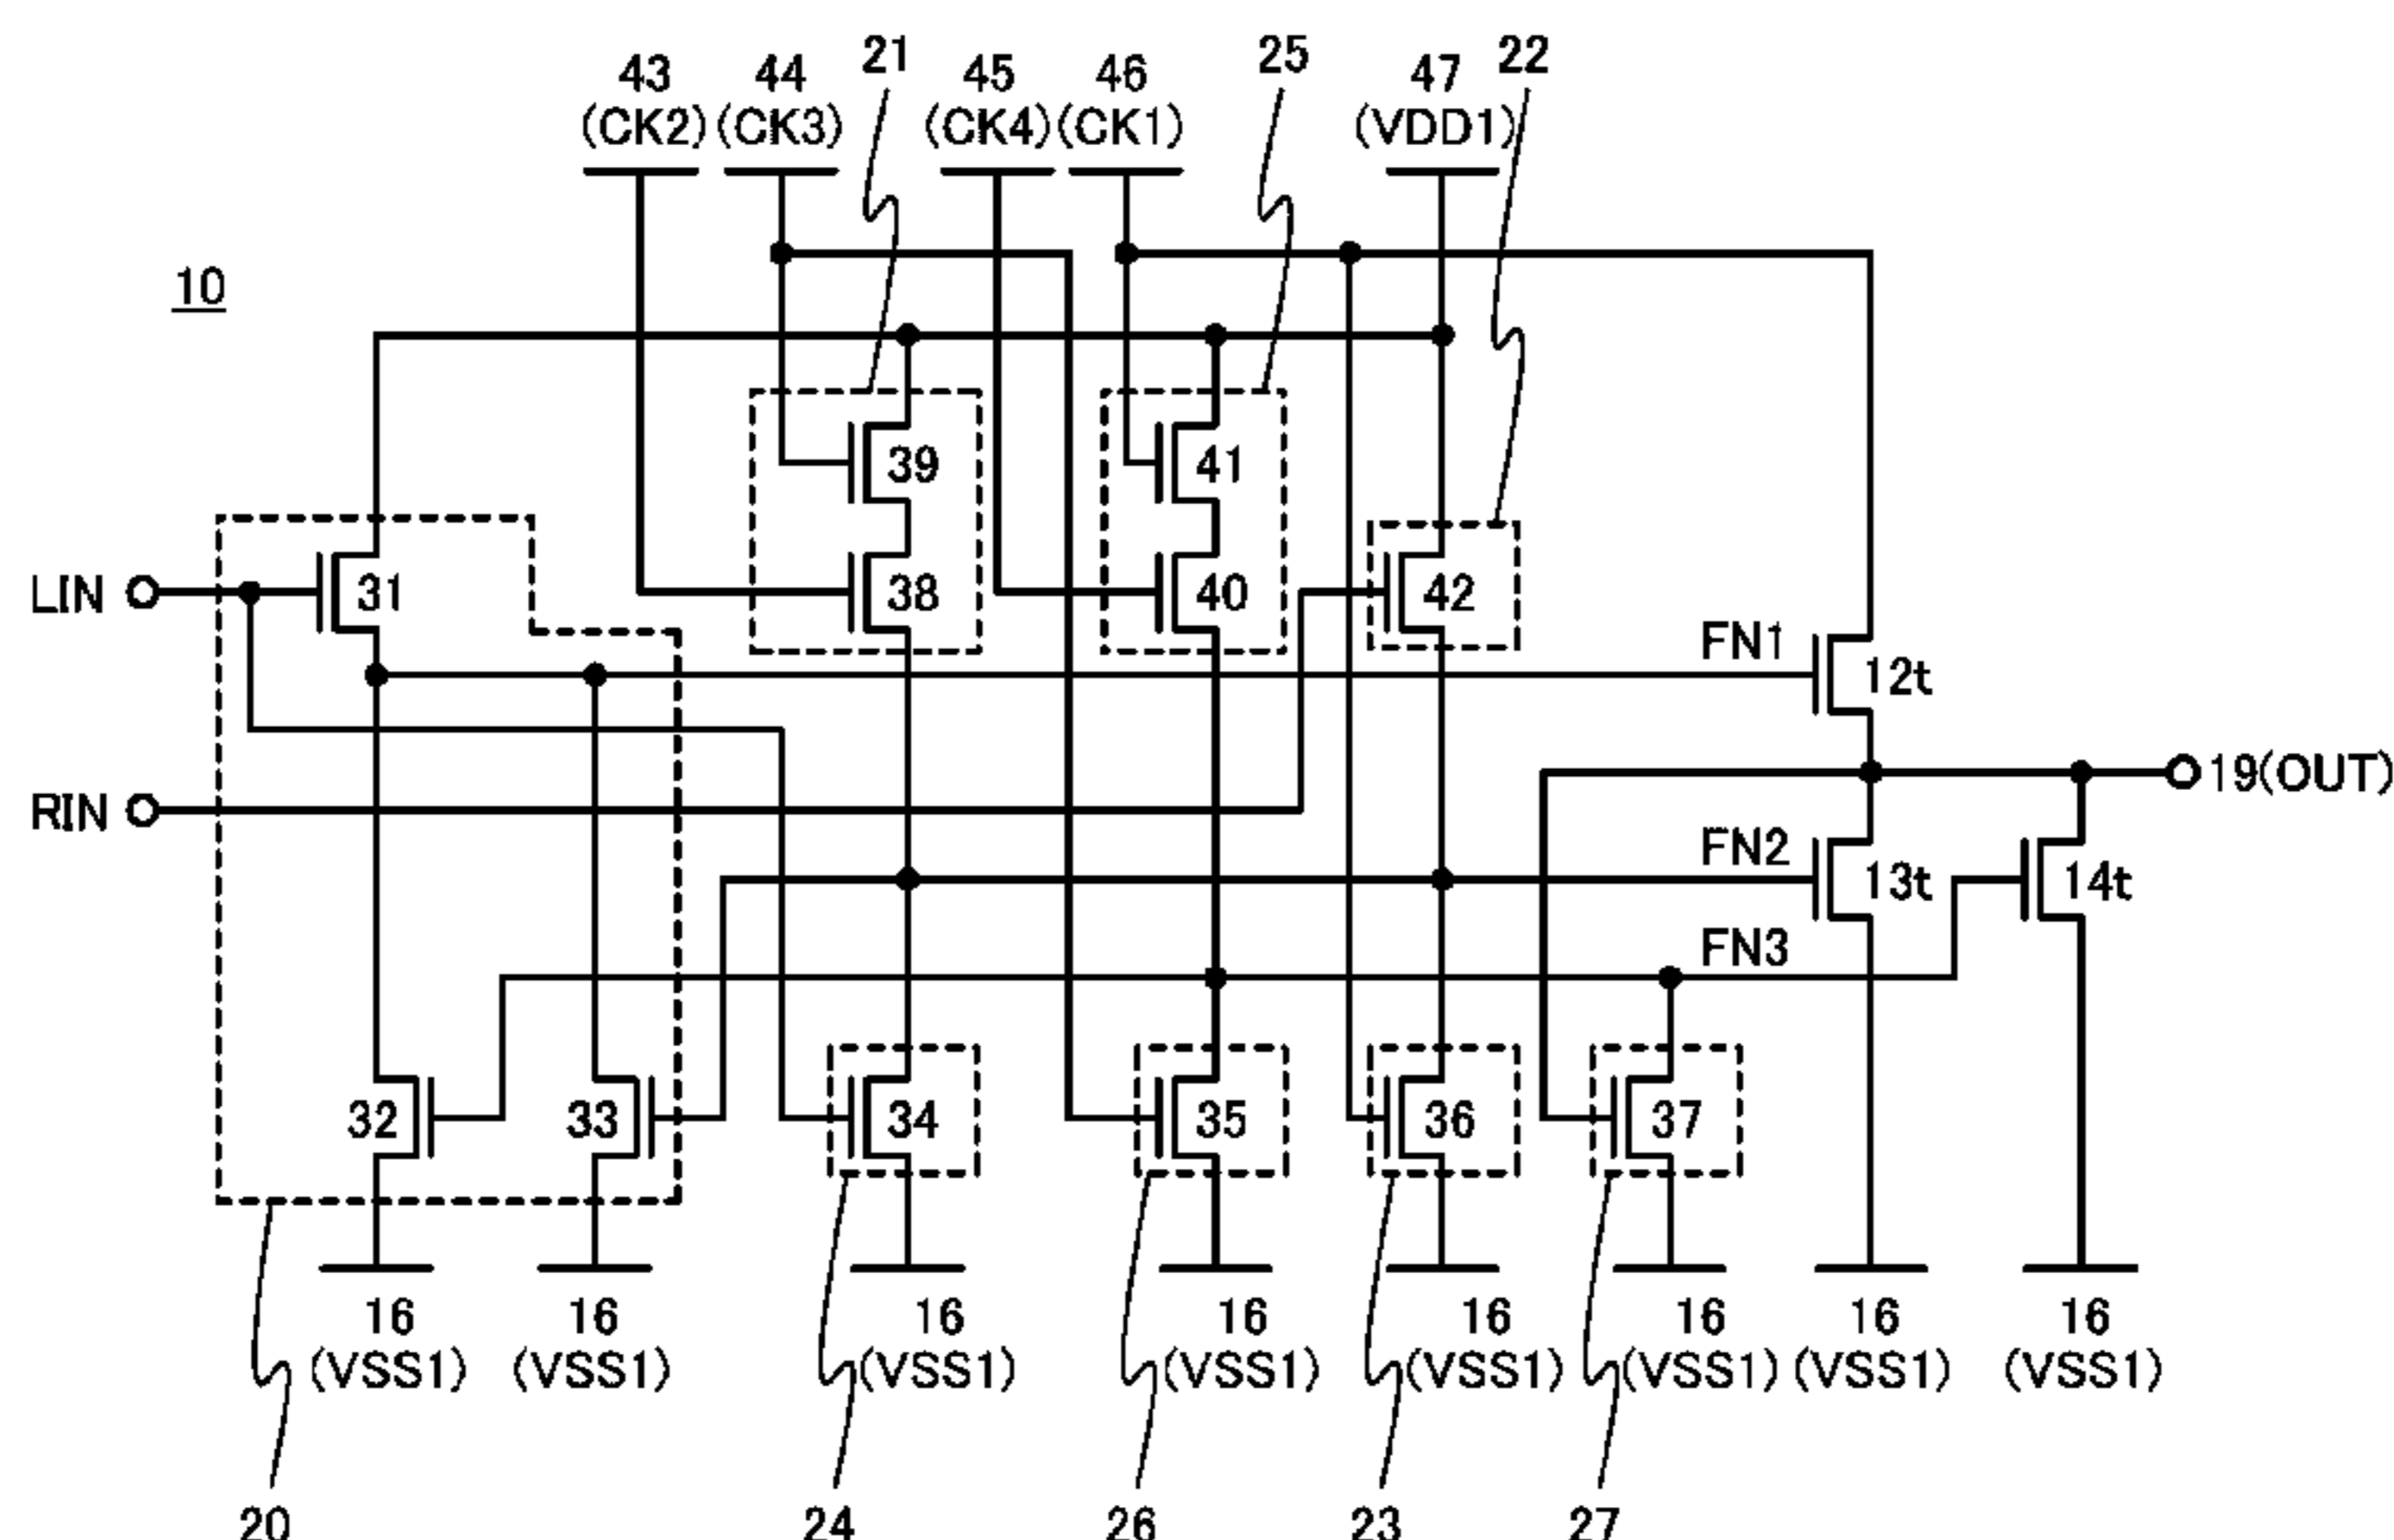 43 44 21 45 46 25 47 22
(CK2) (CK3) (CK4) (CK1) (VDD1)
10
39 41
LIN 31 38 40 42
FN1 12t
19(OUT)
RIN
FN2 13t 14t
FN3
32 33 34 35 36 37
16 16 16 16 16 16 16 16
(VSS1) (VSS1) (VSS1) (VSS1) (VSS1) (VSS1) (VSS1) (VSS1)
20 24 26 23 27